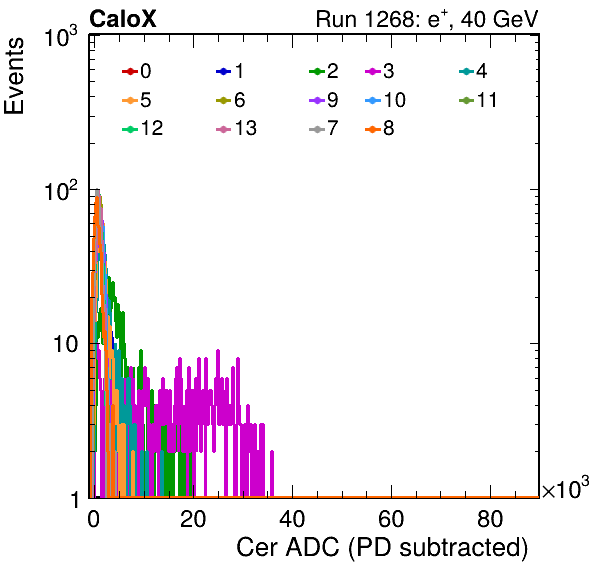 CaloX Run 1268: e⁺, 40 GeV
Events
10³
0 1 2 3 4
5 6 9 10 11
12 13 7 8
10²
10
1
0 20 40 60 80 ×10³
Cer ADC (PD subtracted)